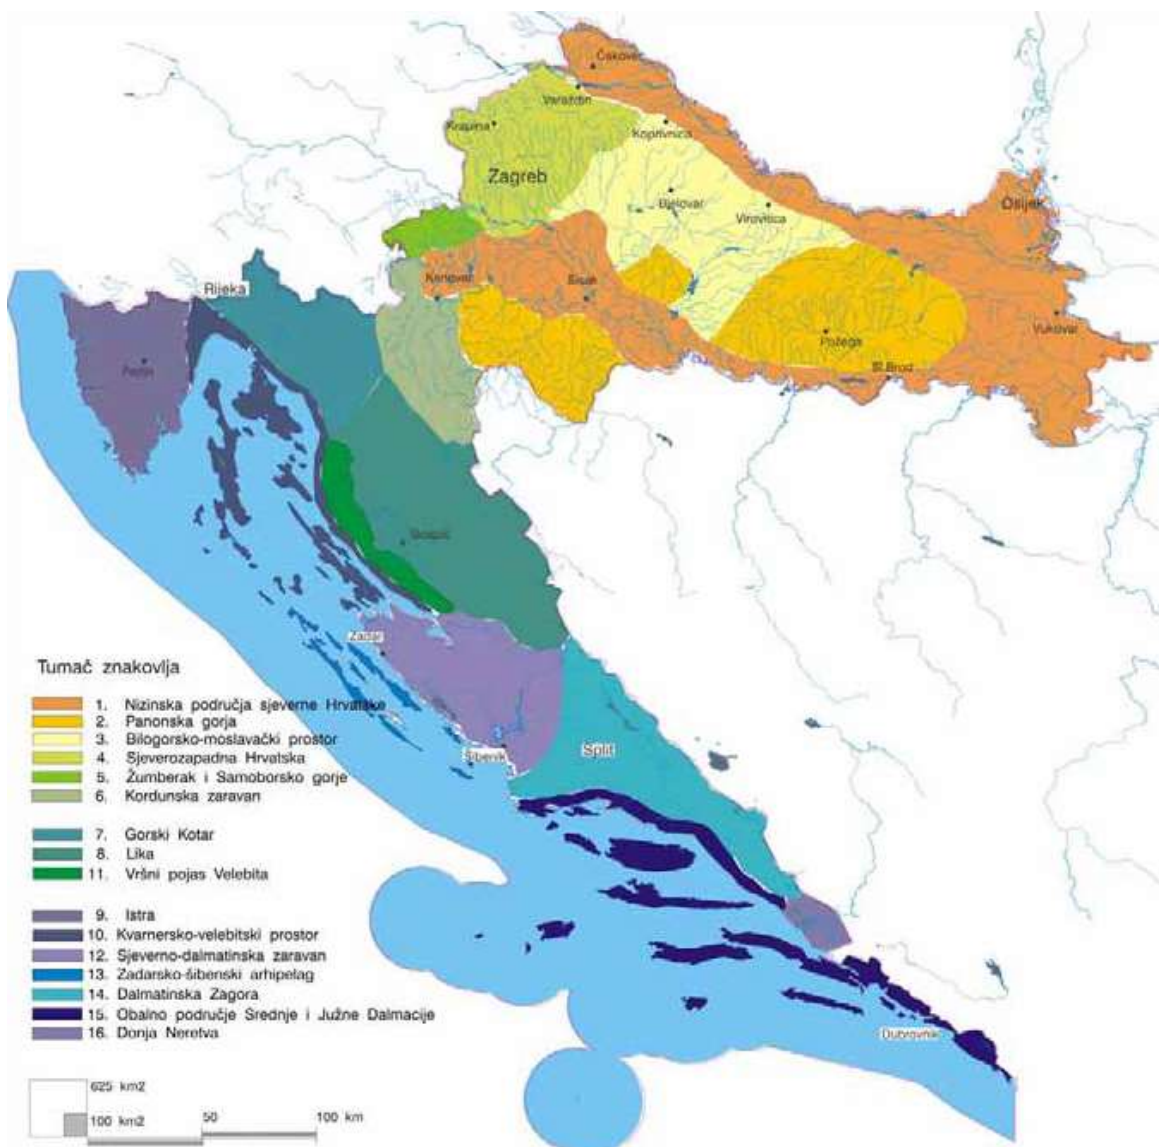 Čakovec
Varaždin
Krapina
Koprivnica
Zagreb
Bjelovar
Virovitica
Osijek
Karlovac
Sisak
Rijeka
Vukovar
Požega
Sl.Brod
Pazin
Gospić
Zadar
Tumač znakovlja
1. Nizinska područja sjeverne Hrvatske
2. Panonska gorja
3. Bilogorsko-moslavački prostor
4. Sjeverozapadna Hrvatska
5. Žumberak i Samoborsko gorje
6. Kordunska zaravan
Split
Šibenik
7. Gorski Kotar
8. Lika
11. Vršni pojas Velebita
9. Istra
10. Kvarnersko-velebitski prostor
12. Sjeverno-dalmatinska zaravan
13. Zadarsko-šibenski arhipelag
14. Dalmatinska Zagora
15. Obalno područje Srednje i Južne Dalmacije
16. Donja Neretva
Dubrovnik
625 km2
100 km2
50
100 km